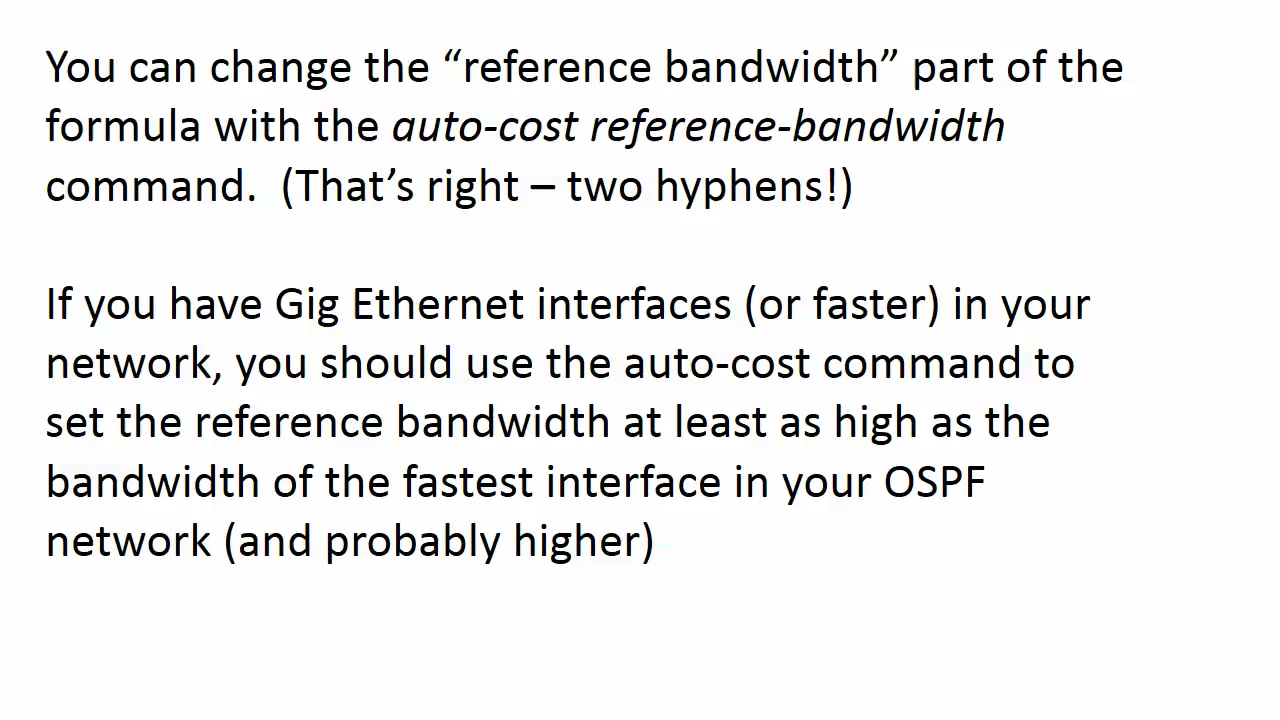 You can change the “reference bandwidth” part of the
formula with the auto-cost reference-bandwidth
command.  (That’s right – two hyphens!)
If you have Gig Ethernet interfaces (or faster) in your
network, you should use the auto-cost command to
set the reference bandwidth at least as high as the
bandwidth of the fastest interface in your OSPF
network (and probably higher)